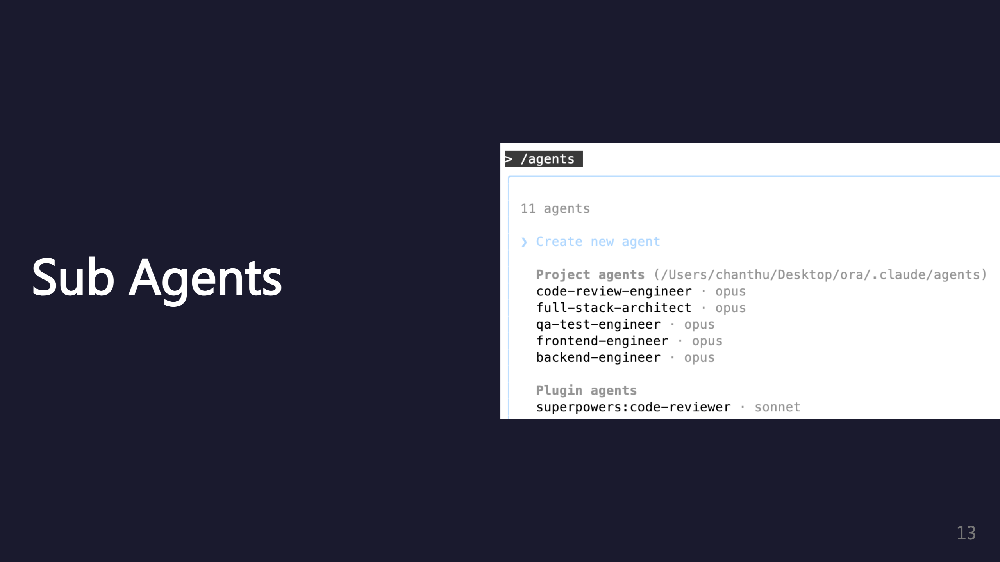 Sub Agents
> /agents
11 agents
❯ Create new agent
Project agents (/Users/chanthu/Desktop/ora/.claude/agents)
code-review-engineer · opus
full-stack-architect · opus
qa-test-engineer · opus
frontend-engineer · opus
backend-engineer · opus
Plugin agents
superpowers:code-reviewer · sonnet
13